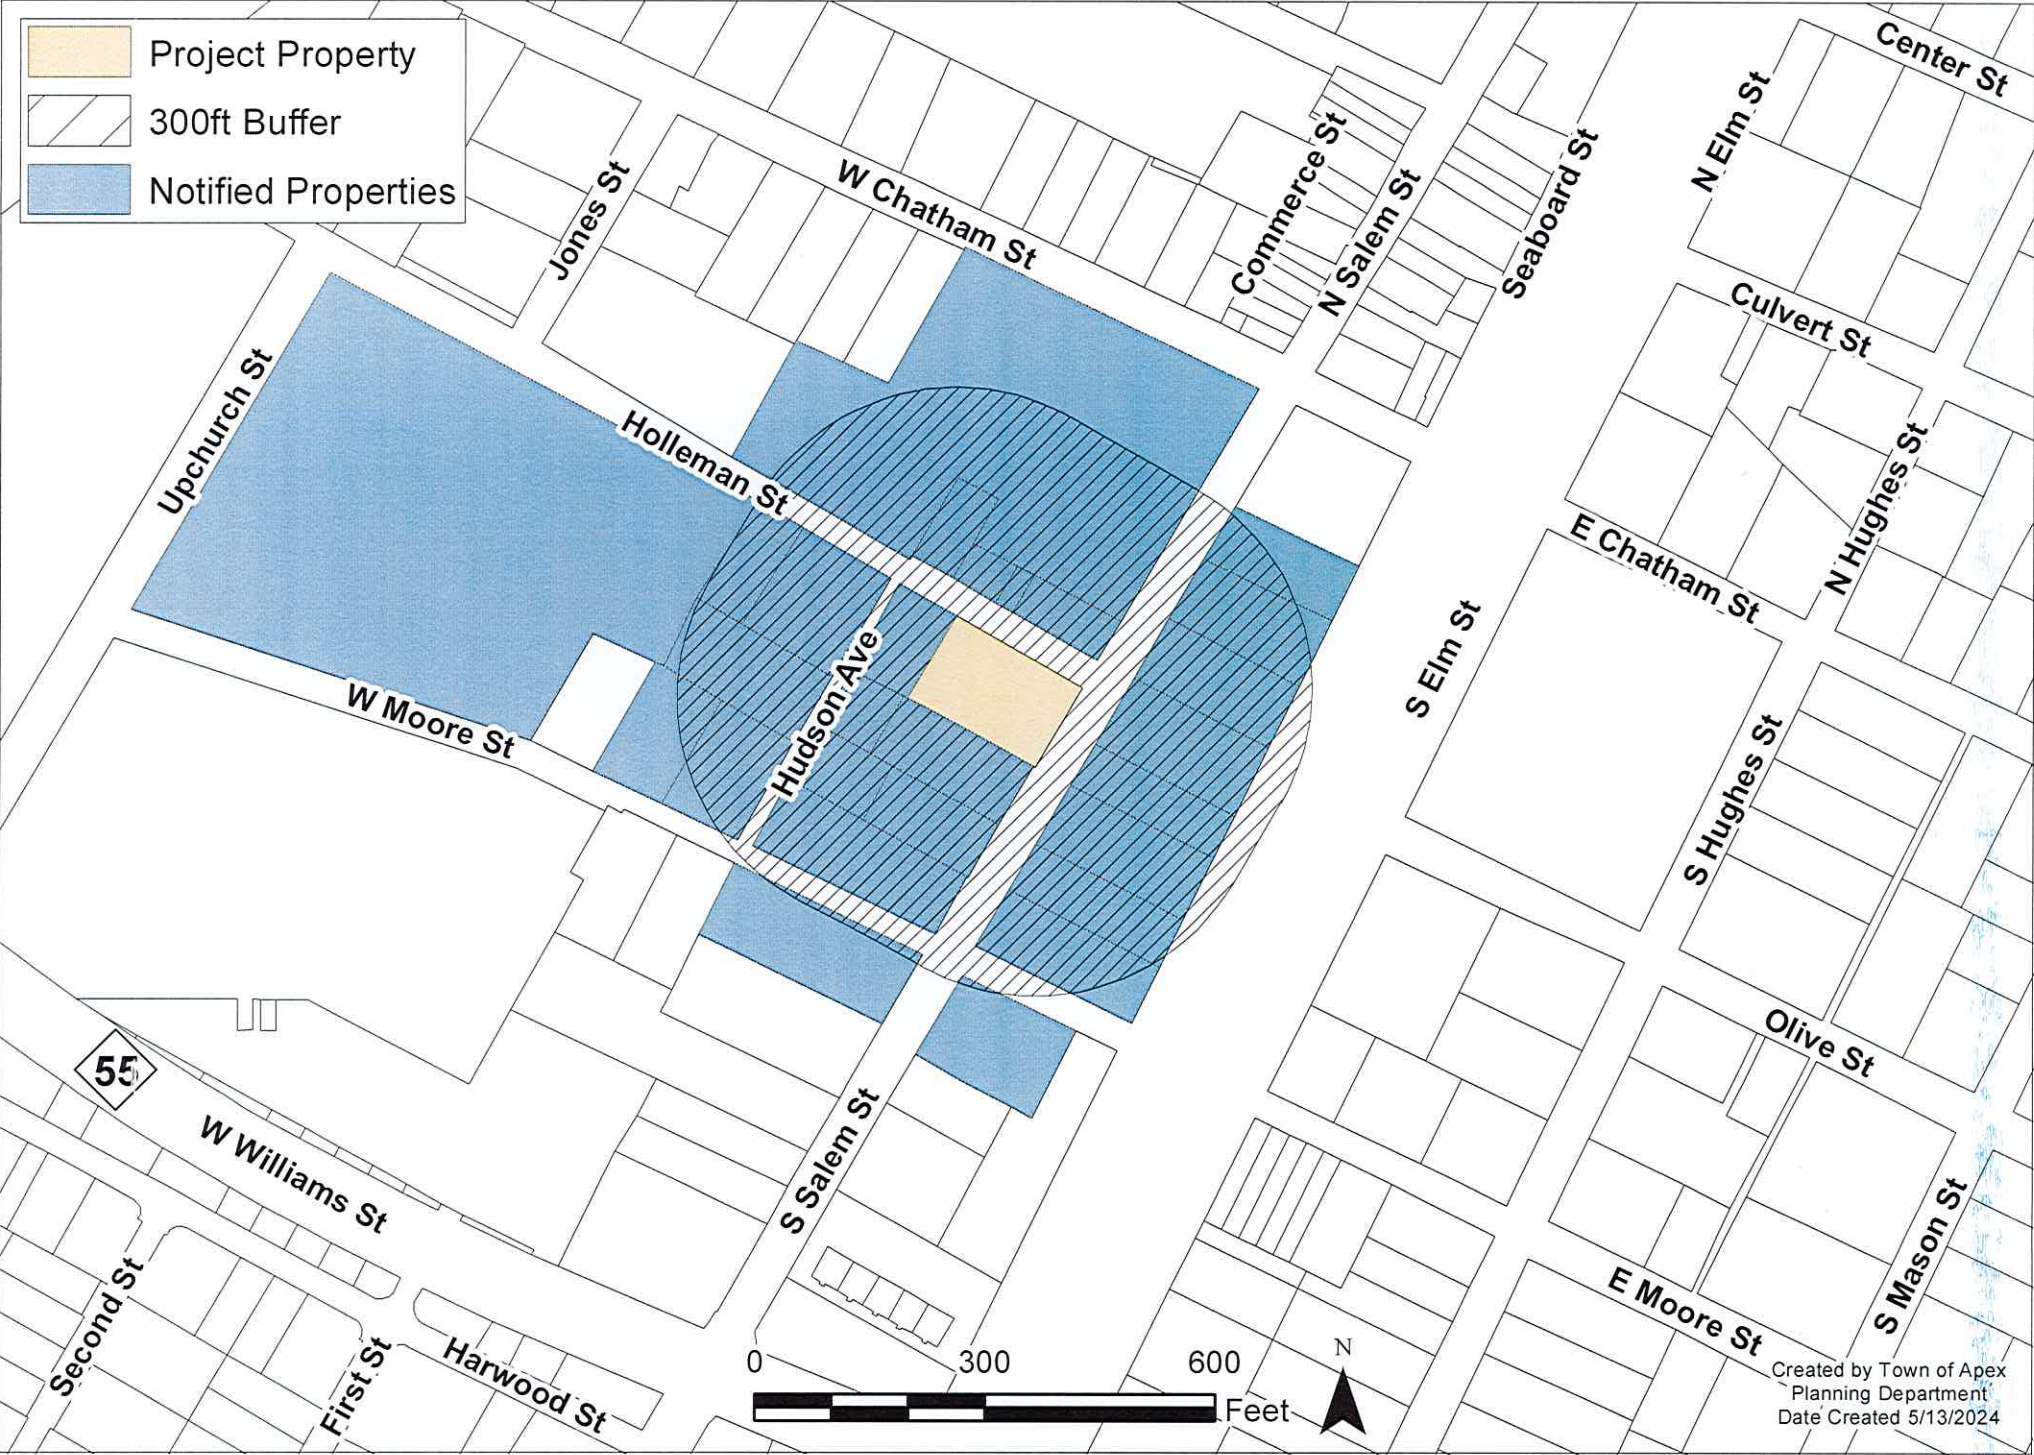 Project Property
300ft Buffer
Notified Properties
Center St
N Elm St
Commerce St
N Salem St
Seaboard St
Jones St
W Chatham St
Culvert St
Upchurch St
Holleman St
N Hughes St
E Chatham St
Hudson Ave
S Elm St
W Moore St
S Hughes St
Olive St
55
W Williams St
S Salem St
S Mason St
Second St
First St
Harwood St
E Moore St
0 300 600
Feet
N
Created by Town of Apex
Planning Department
Date Created 5/13/2024